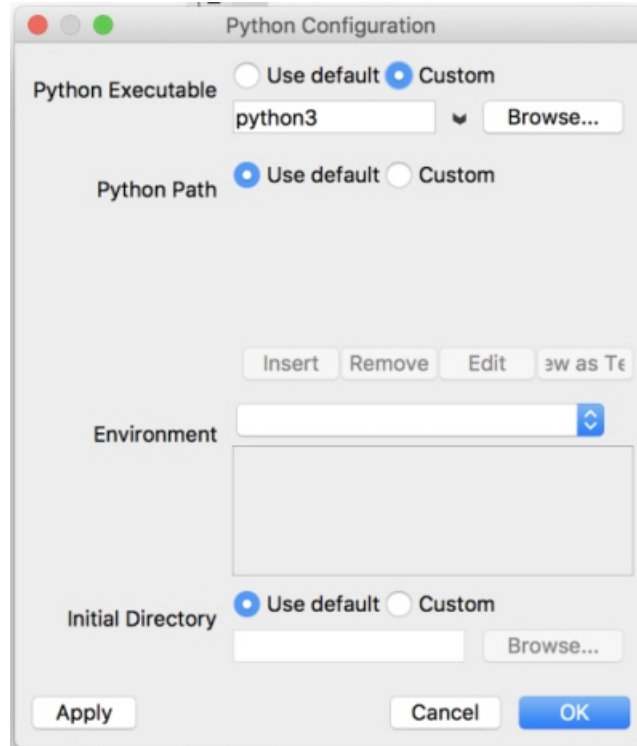 Python Configuration
Python Executable
Use default Custom
python3
Browse...
Python Path
Use default Custom
Insert Remove Edit ew as Te
Environment
Initial Directory
Use default Custom
Browse...
Apply Cancel OK